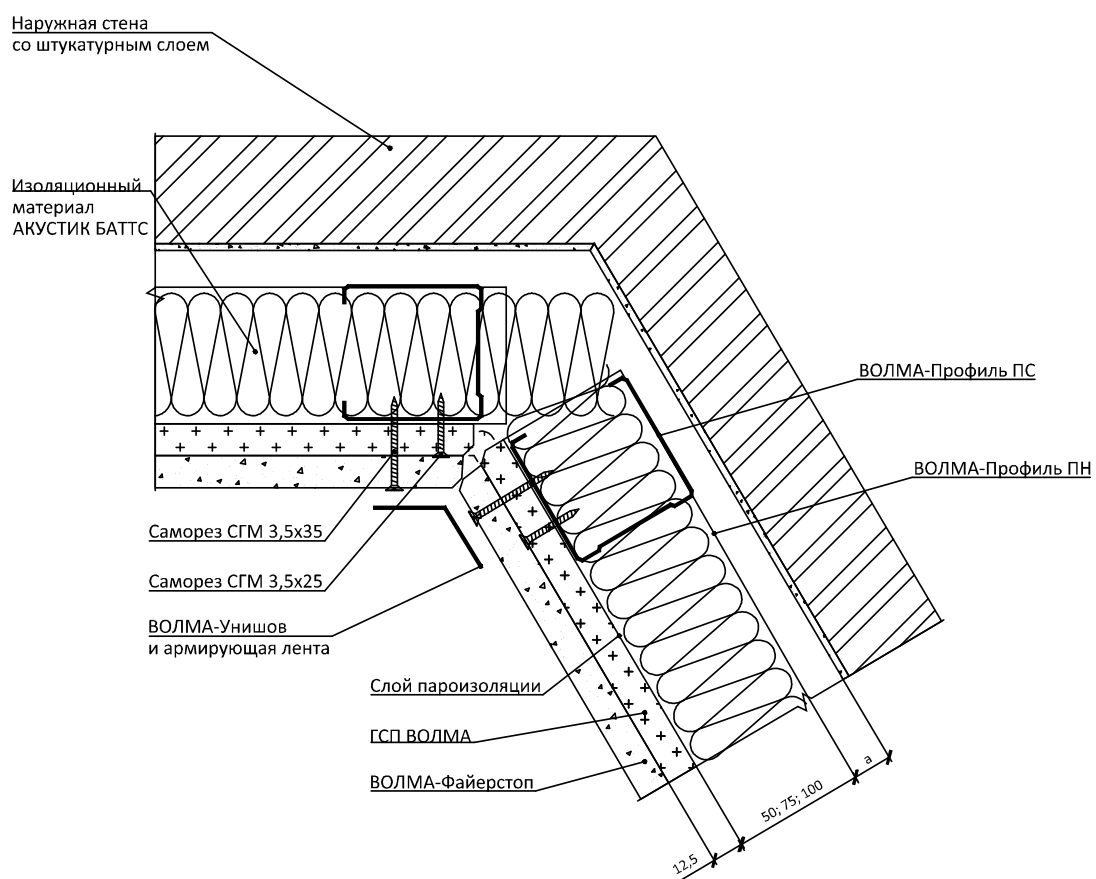 Наружная стена
со штукатурным слоем
Изоляционный
материал
АКУСТИК БАТТС
ВОЛМА-Профиль ПС
ВОЛМА-Профиль ПН
Саморез СГМ 3,5х35
Саморез СГМ 3,5х25
ВОЛМА-Унишов
и армирующая лента
Слой пароизоляции
ГСП ВОЛМА
ВОЛМА-Файерстоп
12,5
50; 75; 100
а